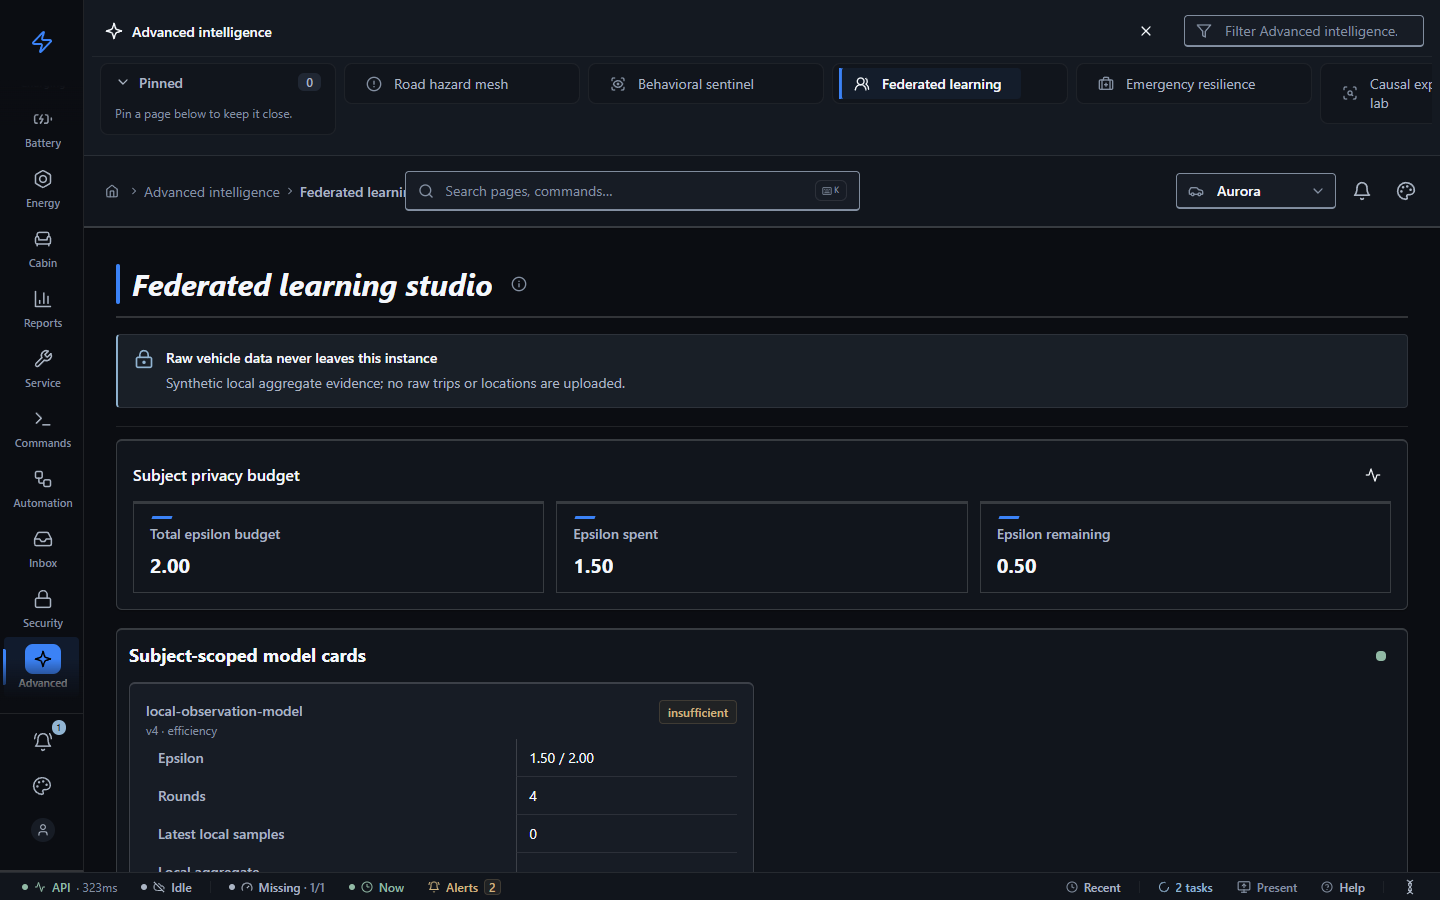 Advanced intelligence
Filter Advanced intelligence.
Pinned
0
Pin a page below to keep it close.
Road hazard mesh
Behavioral sentinel
Federated learning
Emergency resilience
Causal exp
lab
Battery
Energy
Cabin
Reports
Service
Commands
Automation
Inbox
Security
Advanced
1
Advanced intelligence
Federated learnin
Search pages, commands...
K
Aurora
Federated learning studio
Raw vehicle data never leaves this instance
Synthetic local aggregate evidence; no raw trips or locations are uploaded.
Subject privacy budget
Total epsilon budget
2.00
Epsilon spent
1.50
Epsilon remaining
0.50
Subject-scoped model cards
local-observation-model
insufficient
v4 · efficiency
Epsilon
1.50 / 2.00
Rounds
4
Latest local samples
0
Local aggregate
API · 323ms
Idle
Missing · 1/1
Now
Alerts 2
Recent
2 tasks
Present
Help